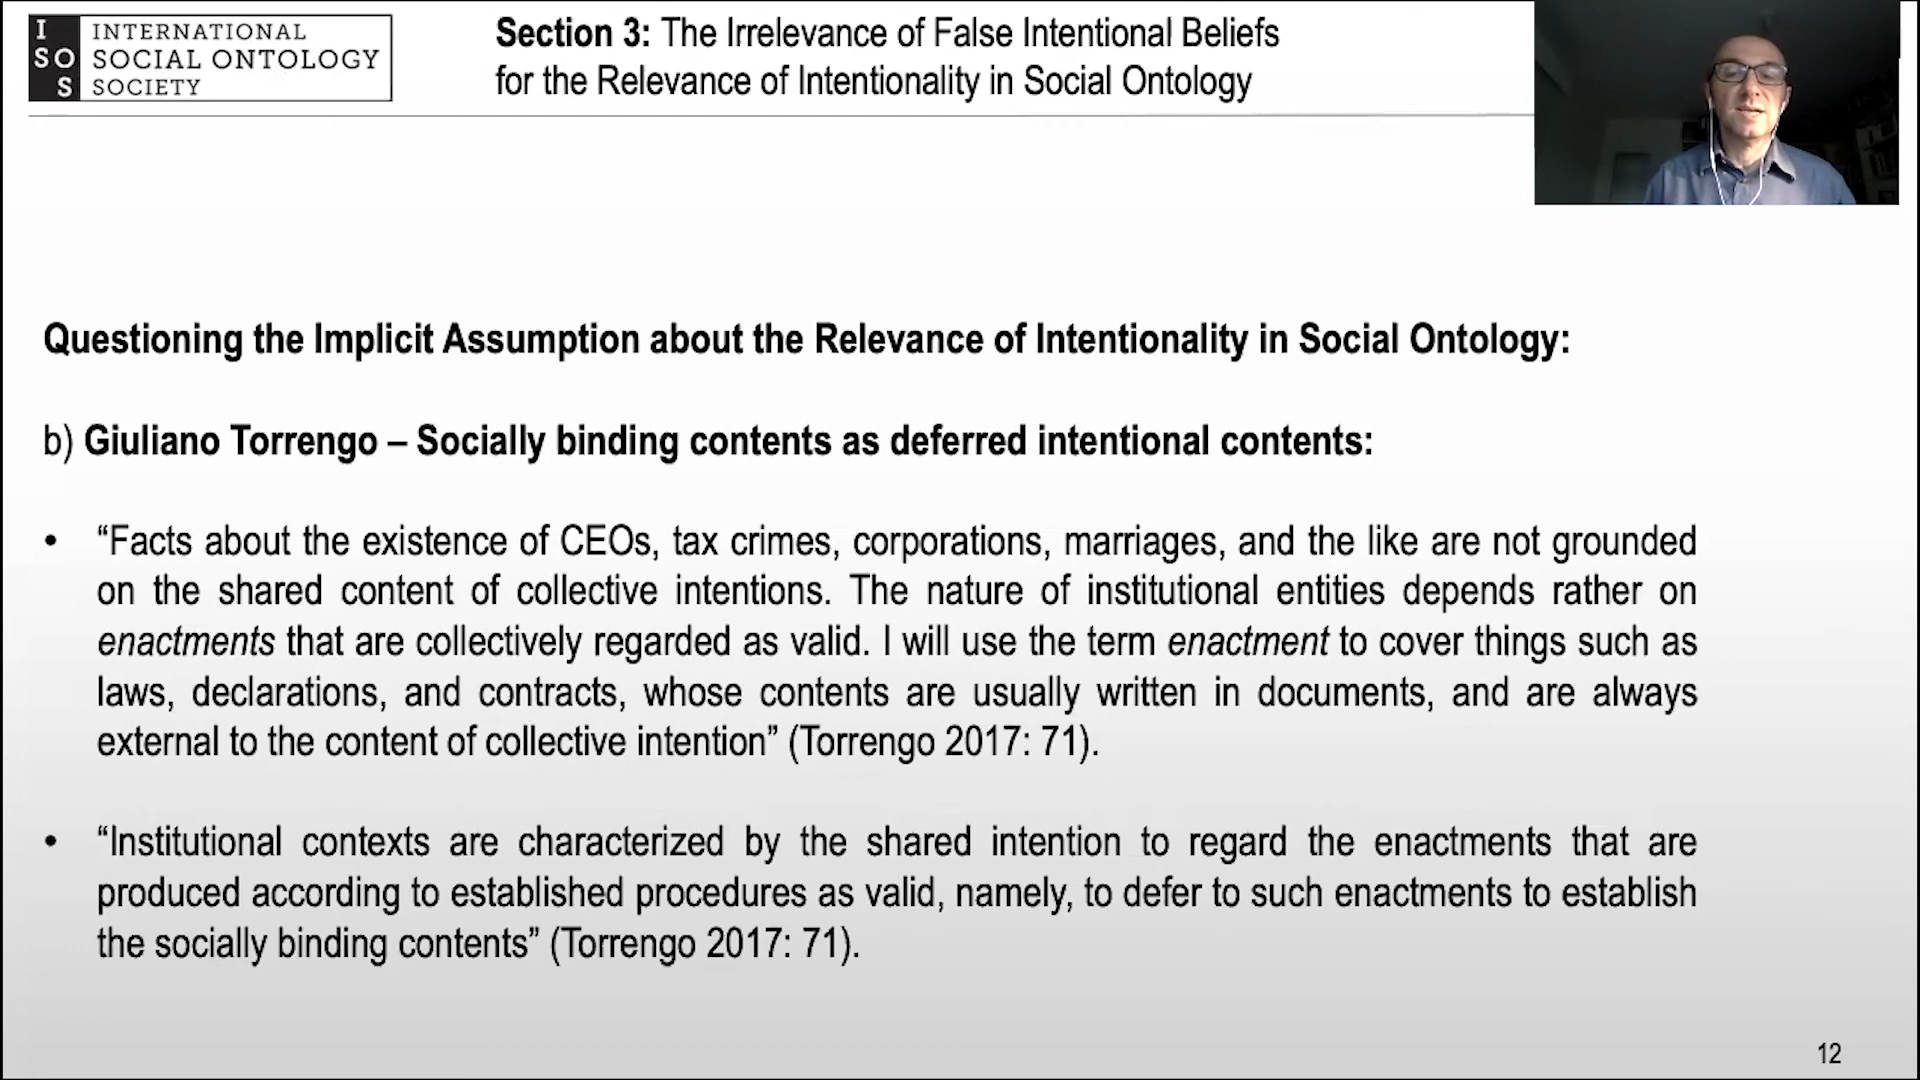 I
SO
S
INTERNATIONAL
SOCIAL ONTOLOGY
SOCIETY
Section 3: The Irrelevance of False Intentional Beliefs
for the Relevance of Intentionality in Social Ontology
Questioning the Implicit Assumption about the Relevance of Intentionality in Social Ontology:
b) Giuliano Torrengo – Socially binding contents as deferred intentional contents:
• “Facts about the existence of CEOs, tax crimes, corporations, marriages, and the like are not grounded
on the shared content of collective intentions. The nature of institutional entities depends rather on
enactments that are collectively regarded as valid. I will use the term enactment to cover things such as
laws, declarations, and contracts, whose contents are usually written in documents, and are always
external to the content of collective intention” (Torrengo 2017: 71).
• “Institutional contexts are characterized by the shared intention to regard the enactments that are
produced according to established procedures as valid, namely, to defer to such enactments to establish
the socially binding contents” (Torrengo 2017: 71).
12